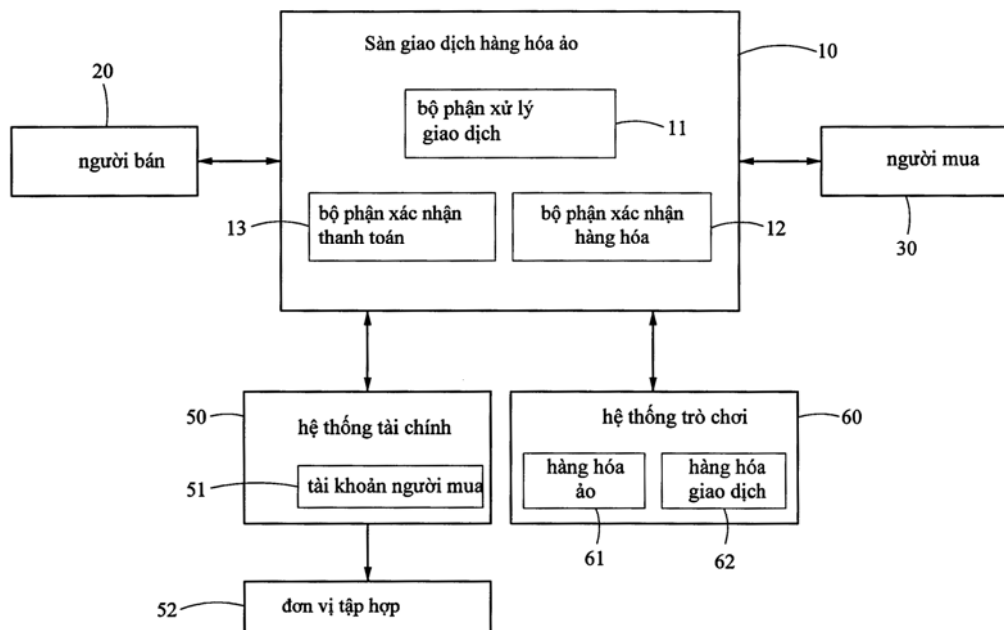 Sàn giao dịch hàng hóa ảo
10
20
bộ phận xử lý
giao dịch
11
người bán
người mua
30
13
bộ phận xác nhận
thanh toán
bộ phận xác nhận
hàng hóa
12
50
hệ thống tài chính
51
tài khoản người mua
hệ thống trò chơi
60
hàng hóa
ảo
hàng hóa
giao dịch
61
62
52
đơn vị tập hợp